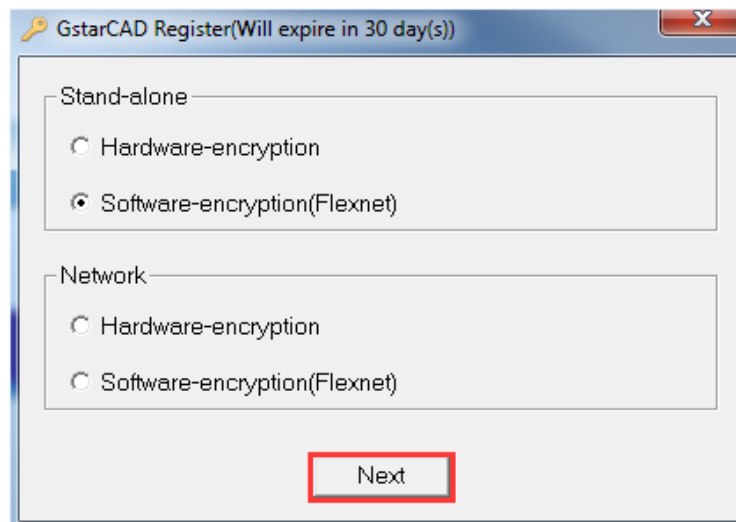 GstarCAD Register(Will expire in 30 day(s))
Stand-alone
Hardware-encryption
Software-encryption(Flexnet)
Network
Hardware-encryption
Software-encryption(Flexnet)
Next